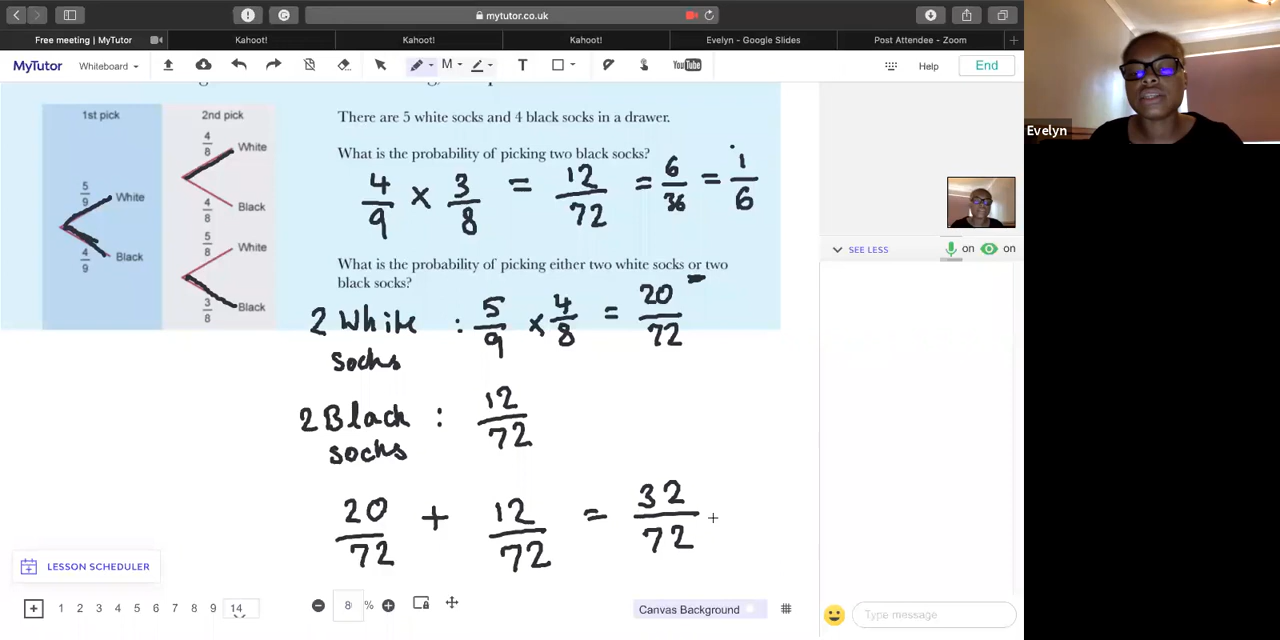 mytutor.co.uk
Free meeting | MyTutor
Kahoot!
Kahoot!
Kahoot!
Evelyn - Google Slides
Post Attendee - Zoom
MyTutor
Whiteboard
M
T
YouTube
Help
End
Evelyn
1st pick
2nd pick
There are 5 white socks and 4 black socks in a drawer.
What is the probability of picking two black socks?
4/9 × 3/8 = 12/72 = 6/36 = 1/6
5/9 White
4/9 Black
4/8 White
4/8 Black
5/8 White
3/8 Black
What is the probability of picking either two white socks or two
black socks?
2 White socks : 5/9 × 4/8 = 20/72
2 Black socks : 12/72
20/72 + 12/72 = 32/72
SEE LESS
on
on
LESSON SCHEDULER
1 2 3 4 5 6 7 8 9 14
8 %
Canvas Background
Type message